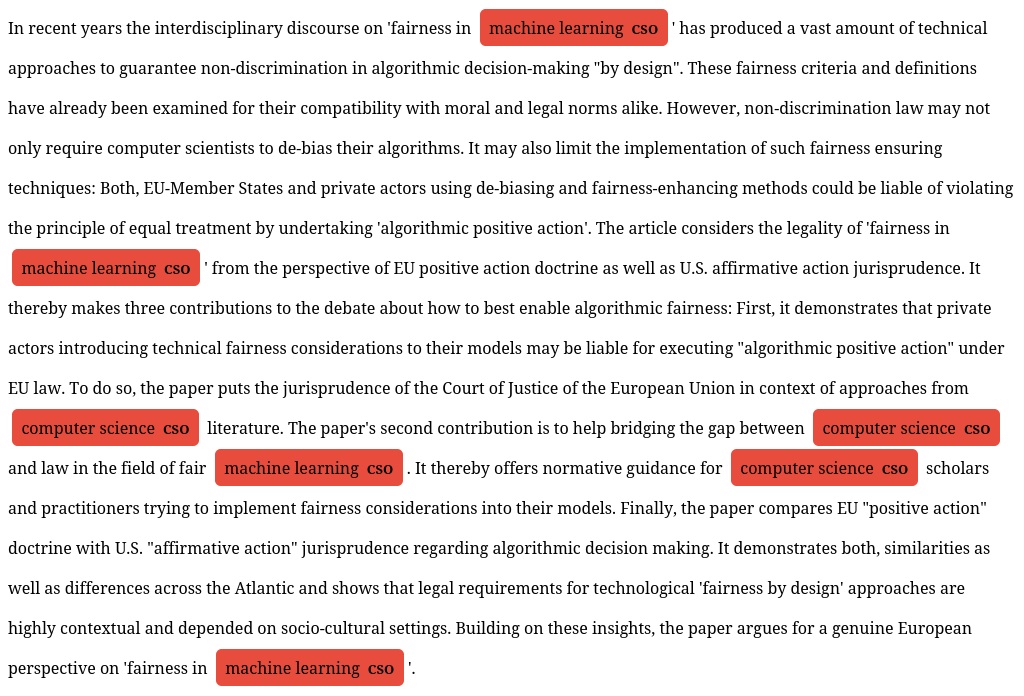 In recent years the interdisciplinary discourse on 'fairness in machine learning CSO ' has produced a vast amount of technical
approaches to guarantee non-discrimination in algorithmic decision-making "by design". These fairness criteria and definitions
have already been examined for their compatibility with moral and legal norms alike. However, non-discrimination law may not
only require computer scientists to de-bias their algorithms. It may also limit the implementation of such fairness ensuring
techniques: Both, EU-Member States and private actors using de-biasing and fairness-enhancing methods could be liable of violating
the principle of equal treatment by undertaking 'algorithmic positive action'. The article considers the legality of 'fairness in
machine learning CSO ' from the perspective of EU positive action doctrine as well as U.S. affirmative action jurisprudence. It
thereby makes three contributions to the debate about how to best enable algorithmic fairness: First, it demonstrates that private
actors introducing technical fairness considerations to their models may be liable for executing "algorithmic positive action" under
EU law. To do so, the paper puts the jurisprudence of the Court of Justice of the European Union in context of approaches from
computer science CSO literature. The paper's second contribution is to help bridging the gap between computer science CSO
and law in the field of fair machine learning CSO . It thereby offers normative guidance for computer science CSO scholars
and practitioners trying to implement fairness considerations into their models. Finally, the paper compares EU "positive action"
doctrine with U.S. "affirmative action" jurisprudence regarding algorithmic decision making. It demonstrates both, similarities as
well as differences across the Atlantic and shows that legal requirements for technological 'fairness by design' approaches are
highly contextual and depended on socio-cultural settings. Building on these insights, the paper argues for a genuine European
perspective on 'fairness in machine learning CSO '.